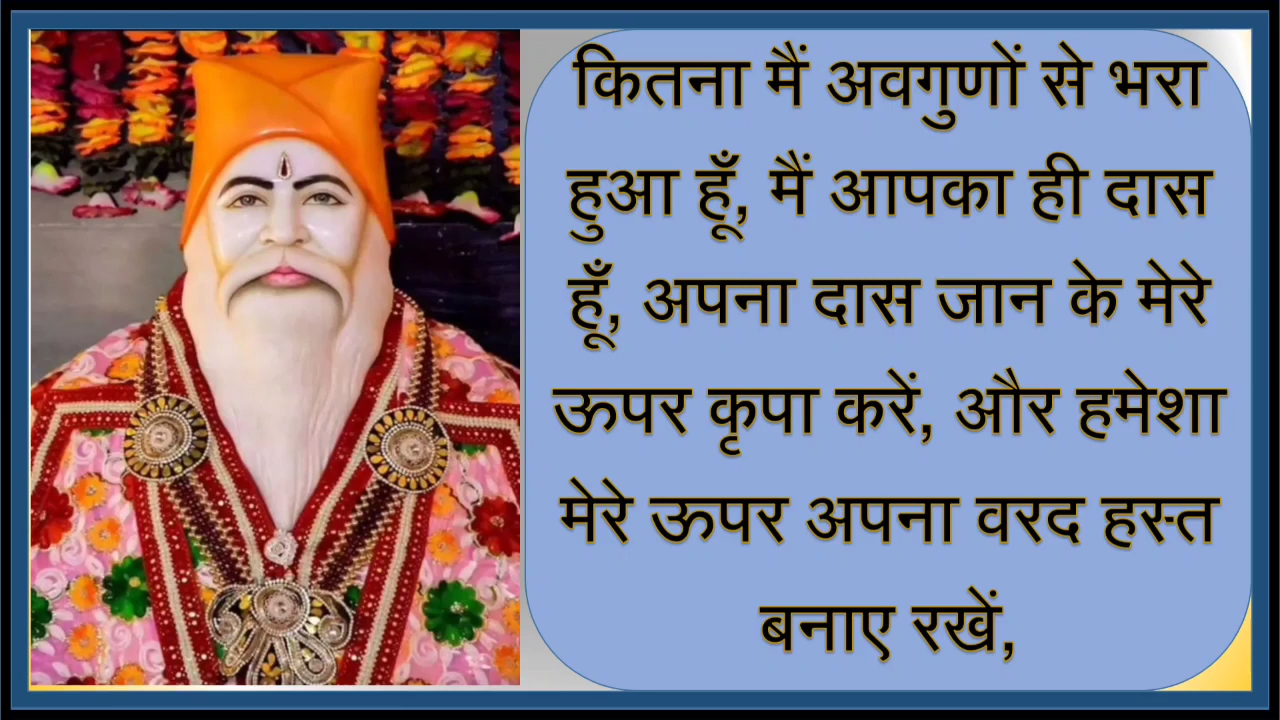 कितना मैं अवगुणों से भरा
हुआ हूँ, मैं आपका ही दास
हूँ, अपना दास जान के मेरे
ऊपर कृपा करें, और हमेशा
मेरे ऊपर अपना वरद हस्त
बनाए रखें,